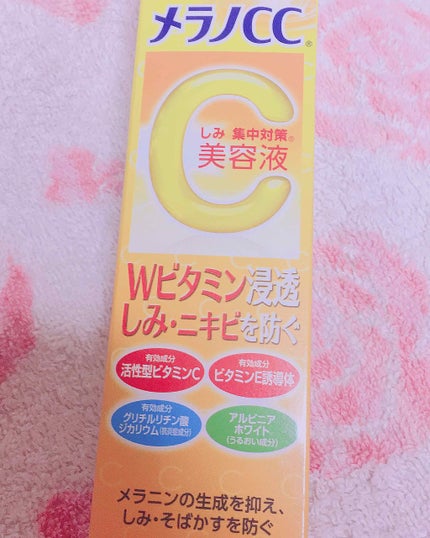 メラノCC®
しみ 集中対策®
美容液
Wビタミン浸透
しみ・ニキビを防ぐ
有効成分
活性型ビタミンC
有効成分
ビタミンE誘導体
有効成分
グリチルリチン酸
ジカリウム(抗炎症成分)
アルピニア
ホワイト
(うるおい成分)
メラニンの生成を抑え、
しみ・そばかすを防ぐ